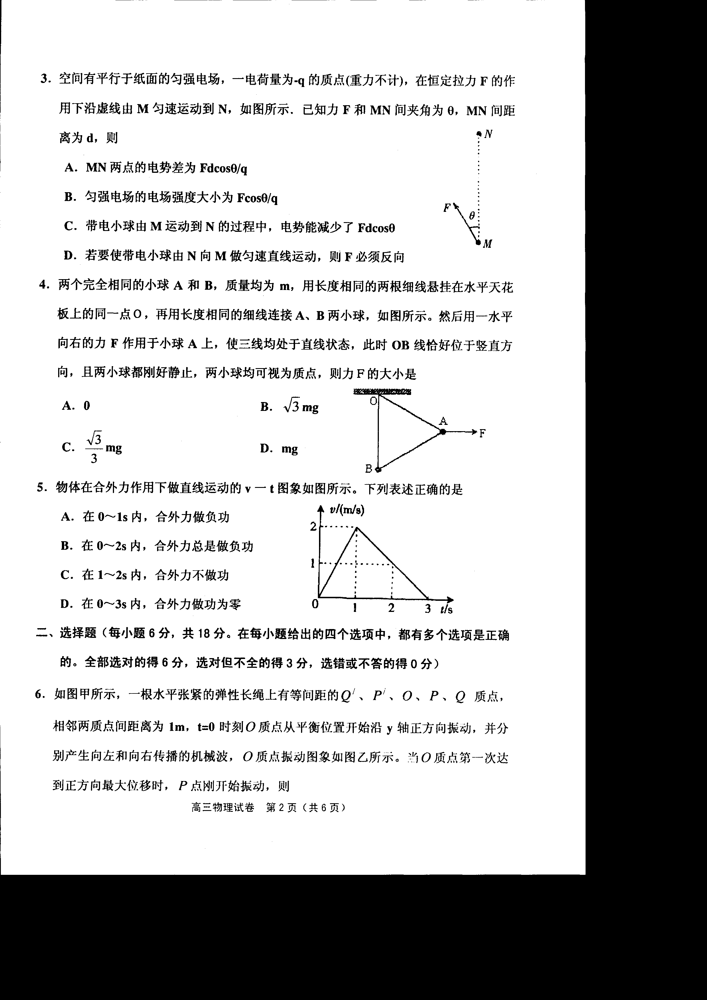 3. 空间有平行于纸面的匀强电场，一电荷量为-q 的质点(重力不计)，在恒定拉力 F 的作
用下沿虚线由 M 匀速运动到 N，如图所示．已知力 F 和 MN 间夹角为 θ，MN 间距
离为 d，则
N
A．MN 两点的电势差为 Fdcosθ/q
B．匀强电场的电场强度大小为 Fcosθ/q
F
θ
C．带电小球由 M 运动到 N 的过程中，电势能减少了 Fdcosθ
M
D．若要使带电小球由 N 向 M 做匀速直线运动，则 F 必须反向
4. 两个完全相同的小球 A 和 B，质量均为 m，用长度相同的两根细线悬挂在水平天花
板上的同一点O，再用长度相同的细线连接 A、B 两小球，如图所示。然后用一水平
向右的力 F 作用于小球 A 上，使三线均处于直线状态，此时 OB 线恰好位于竖直方
向，且两小球都刚好静止，两小球均可视为质点，则力 F 的大小是
A．0 B．√3 mg
O
A
F
C．√3/3 mg D．mg
B
5. 物体在合外力作用下做直线运动的 v 一 t 图象如图所示。下列表述正确的是
v/(m/s)
A．在 0～1s 内，合外力做负功
2
B．在 0～2s 内，合外力总是做负功
1
C．在 1～2s 内，合外力不做功
D．在 0～3s 内，合外力做功为零
0 1 2 3 t/s
二、选择题（每小题 6 分，共 18 分。在每小题给出的四个选项中，都有多个选项是正确
的。全部选对的得 6 分，选对但不全的得 3 分，选错或不答的得 0 分）
6. 如图甲所示，一根水平张紧的弹性长绳上有等间距的Q′、P′、O、P、Q 质点，
相邻两质点间距离为 1m，t=0 时刻O质点从平衡位置开始沿 y 轴正方向振动，并分
别产生向左和向右传播的机械波，O质点振动图象如图乙所示。当O质点第一次达
到正方向最大位移时，P 点刚开始振动，则
高三物理试卷 第 2 页（共 6 页）